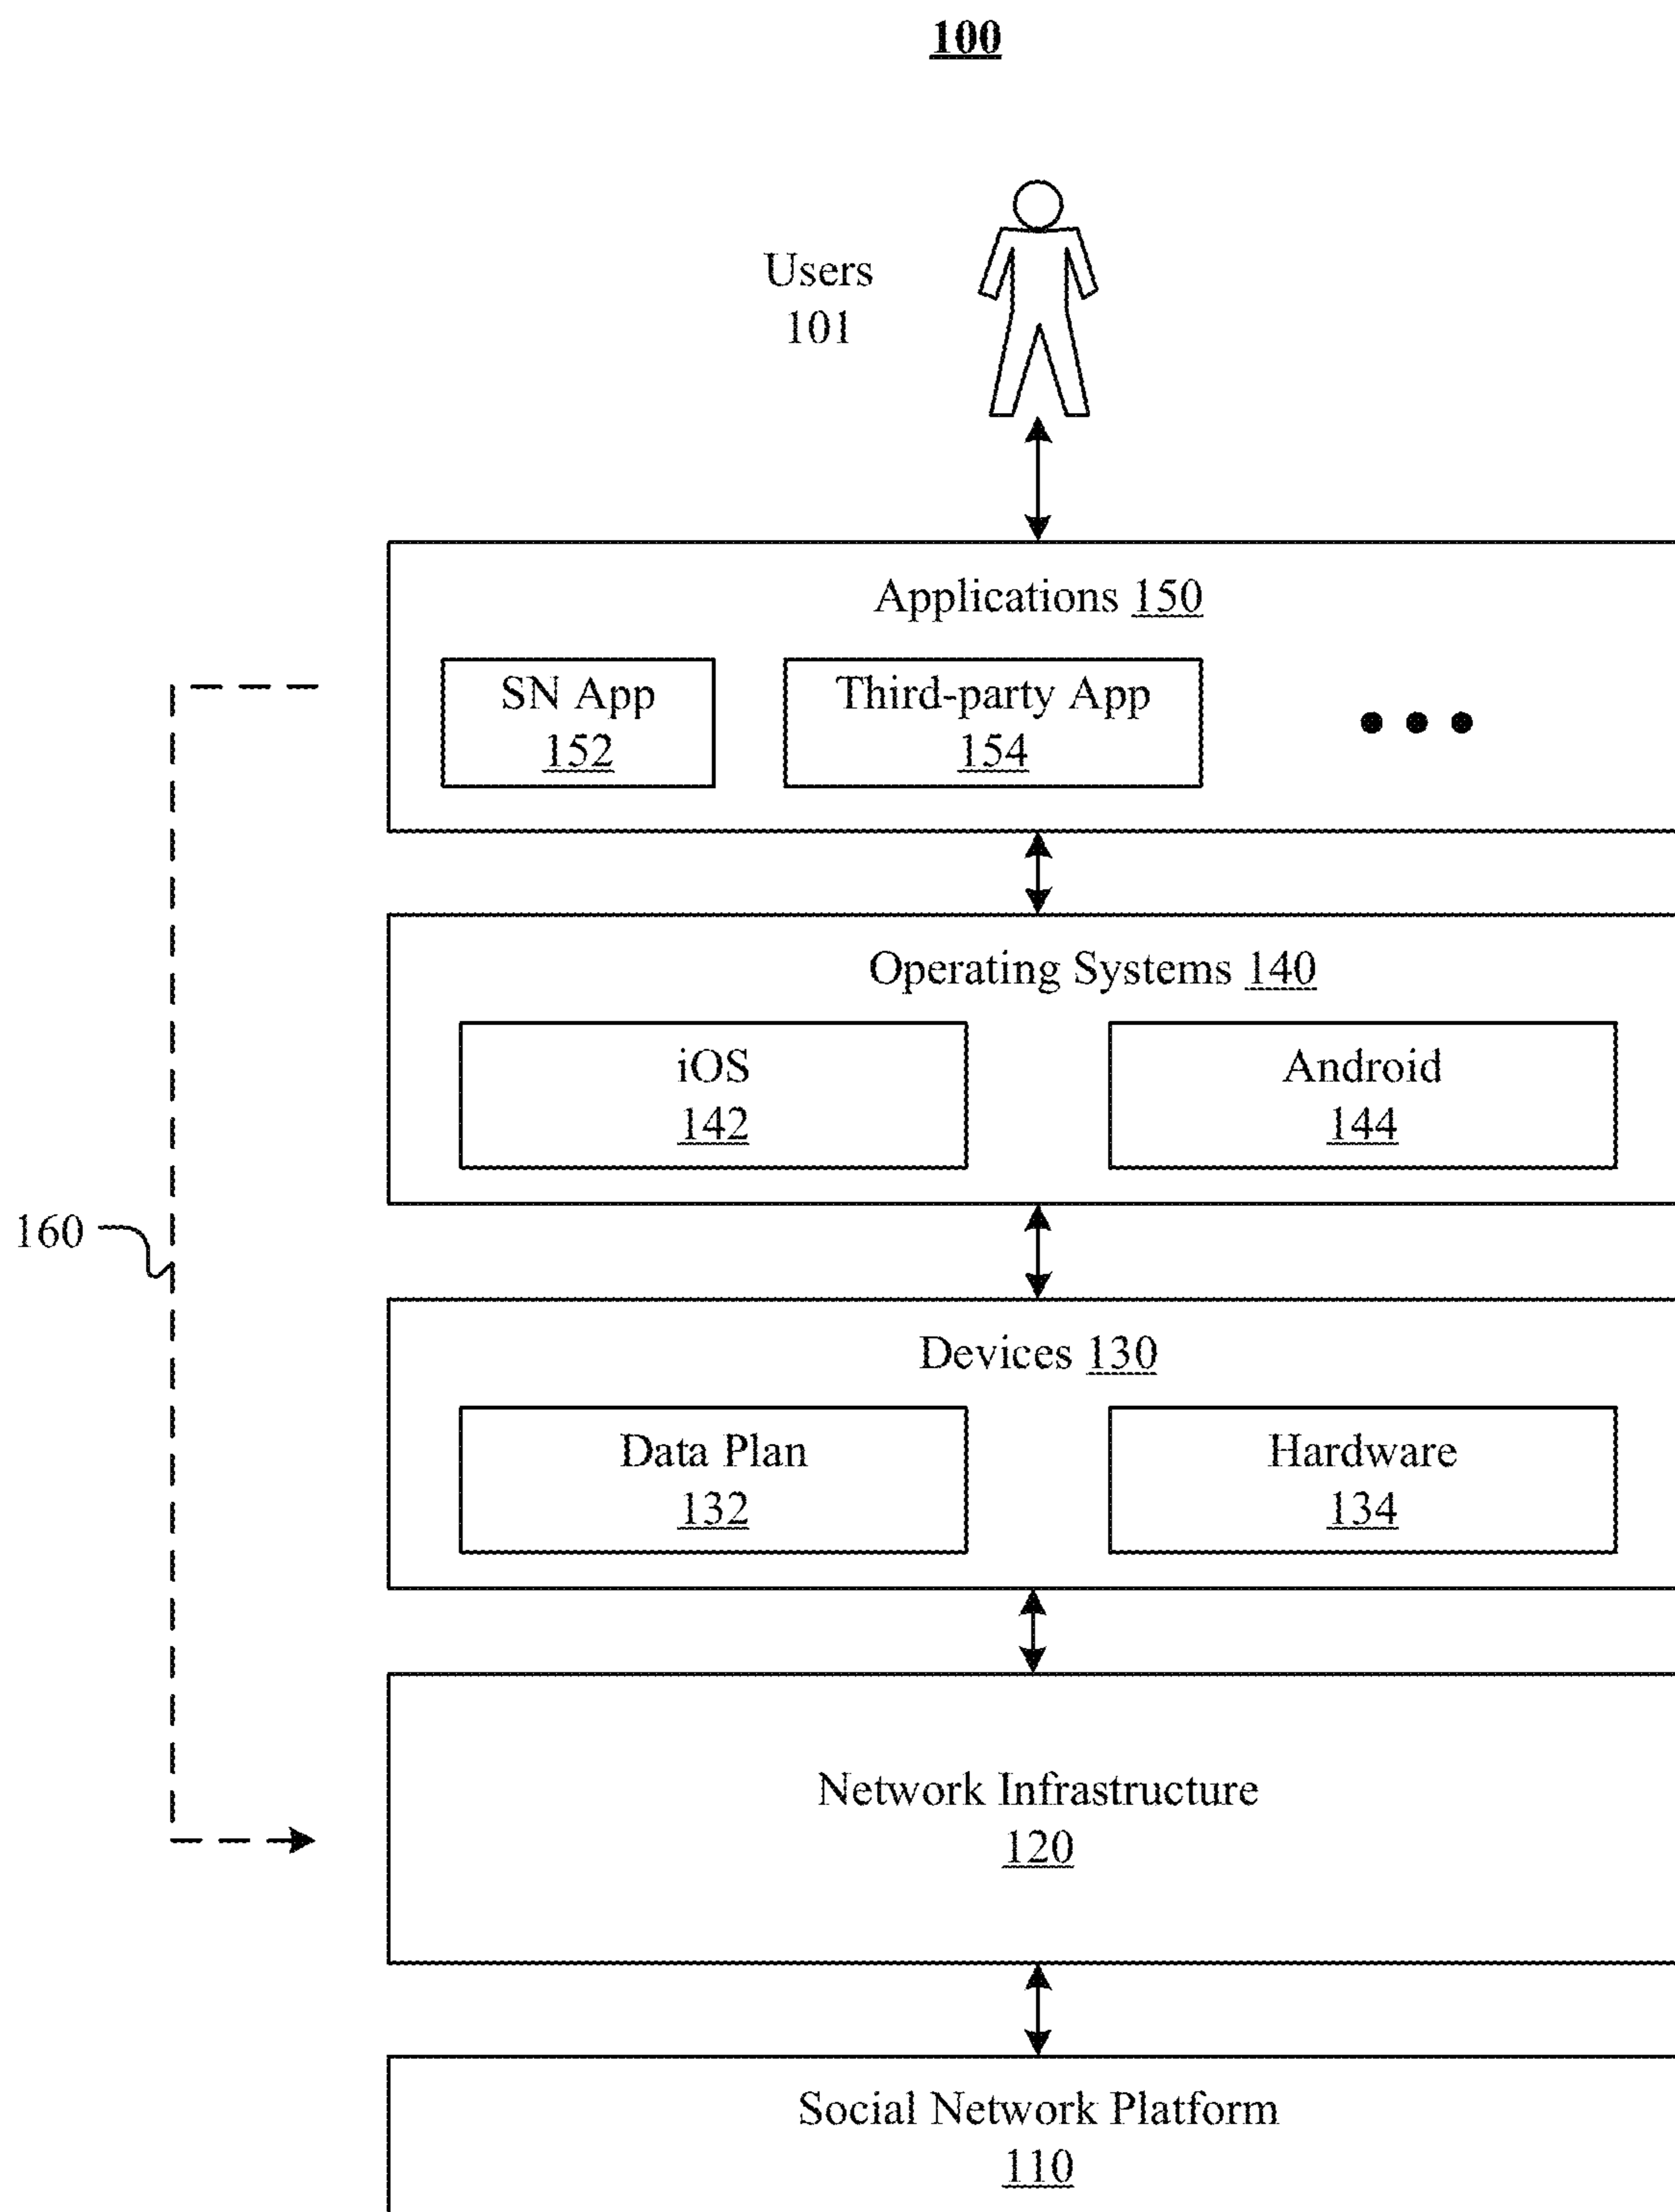 100
Users
101
Applications 150
SN App
152
Third-party App
154
Operating Systems 140
iOS
142
Android
144
160
Devices 130
Data Plan
132
Hardware
134
Network Infrastructure
120
Social Network Platform
110